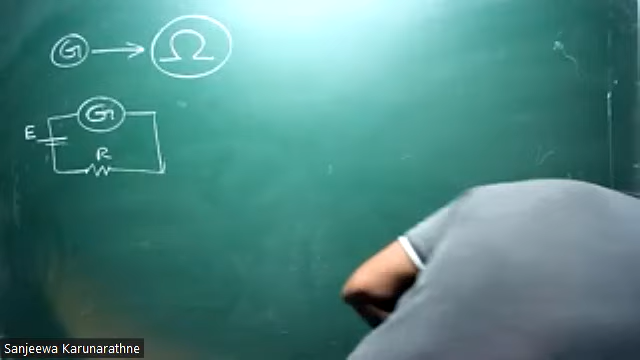 G → Ω
G
E
R
Sanjeewa Karunarathne